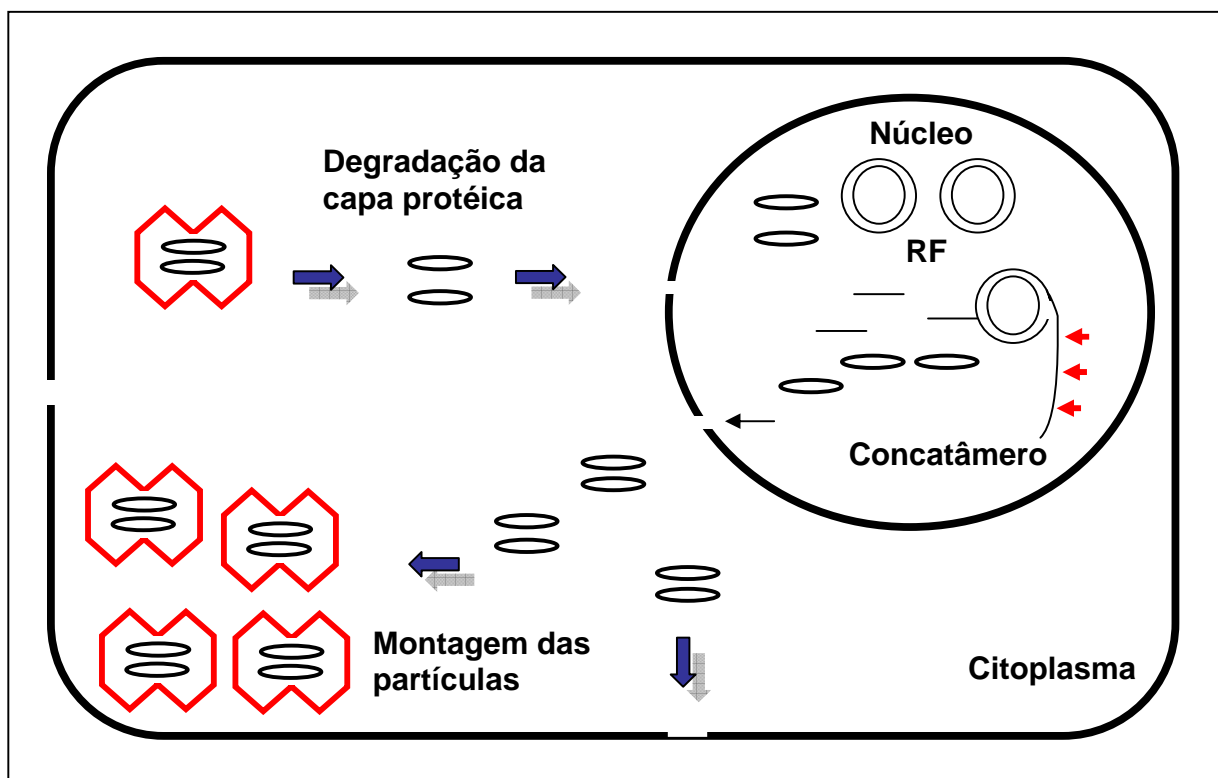 Degradação da
capa protéica
Núcleo
RF
Concatâmero
Montagem das
partículas
Citoplasma